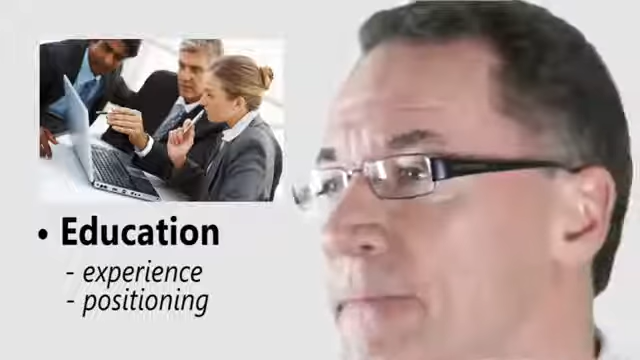 • Education
- experience
- positioning